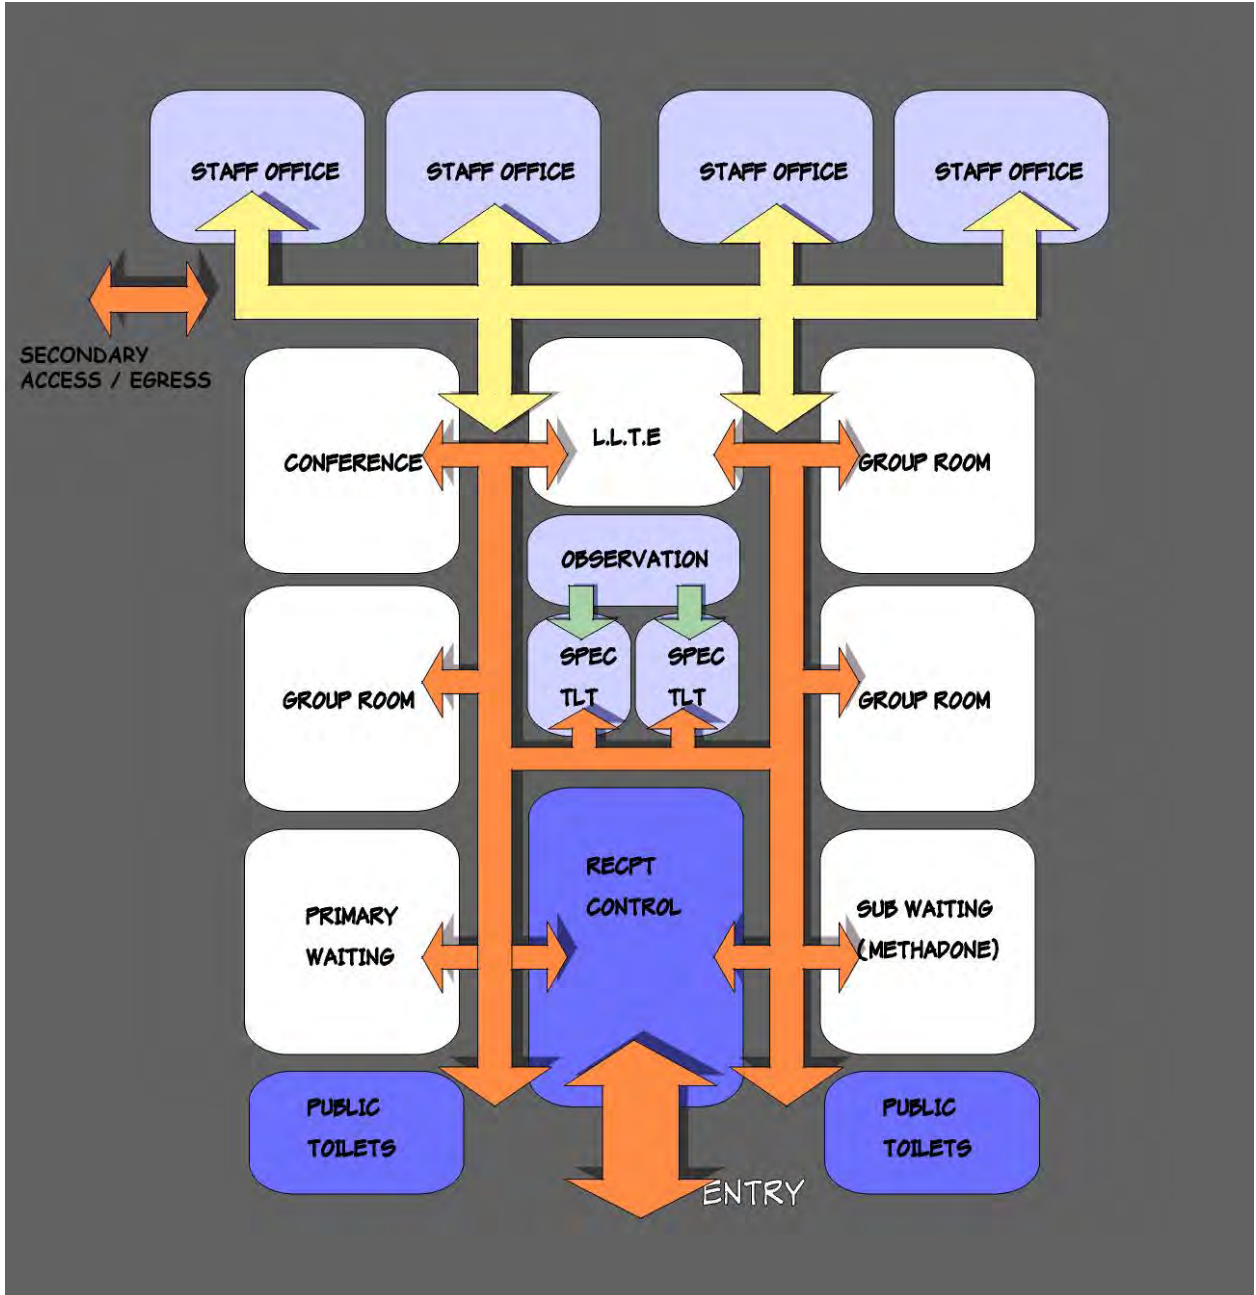 STAFF OFFICE
STAFF OFFICE
STAFF OFFICE
STAFF OFFICE
SECONDARY
ACCESS / EGRESS
CONFERENCE
L.L.T.E
GROUP ROOM
OBSERVATION
SPEC
TLT
SPEC
TLT
GROUP ROOM
GROUP ROOM
RECPT
CONTROL
PRIMARY
WAITING
SUB WAITING
(METHADONE)
PUBLIC
TOILETS
PUBLIC
TOILETS
ENTRY